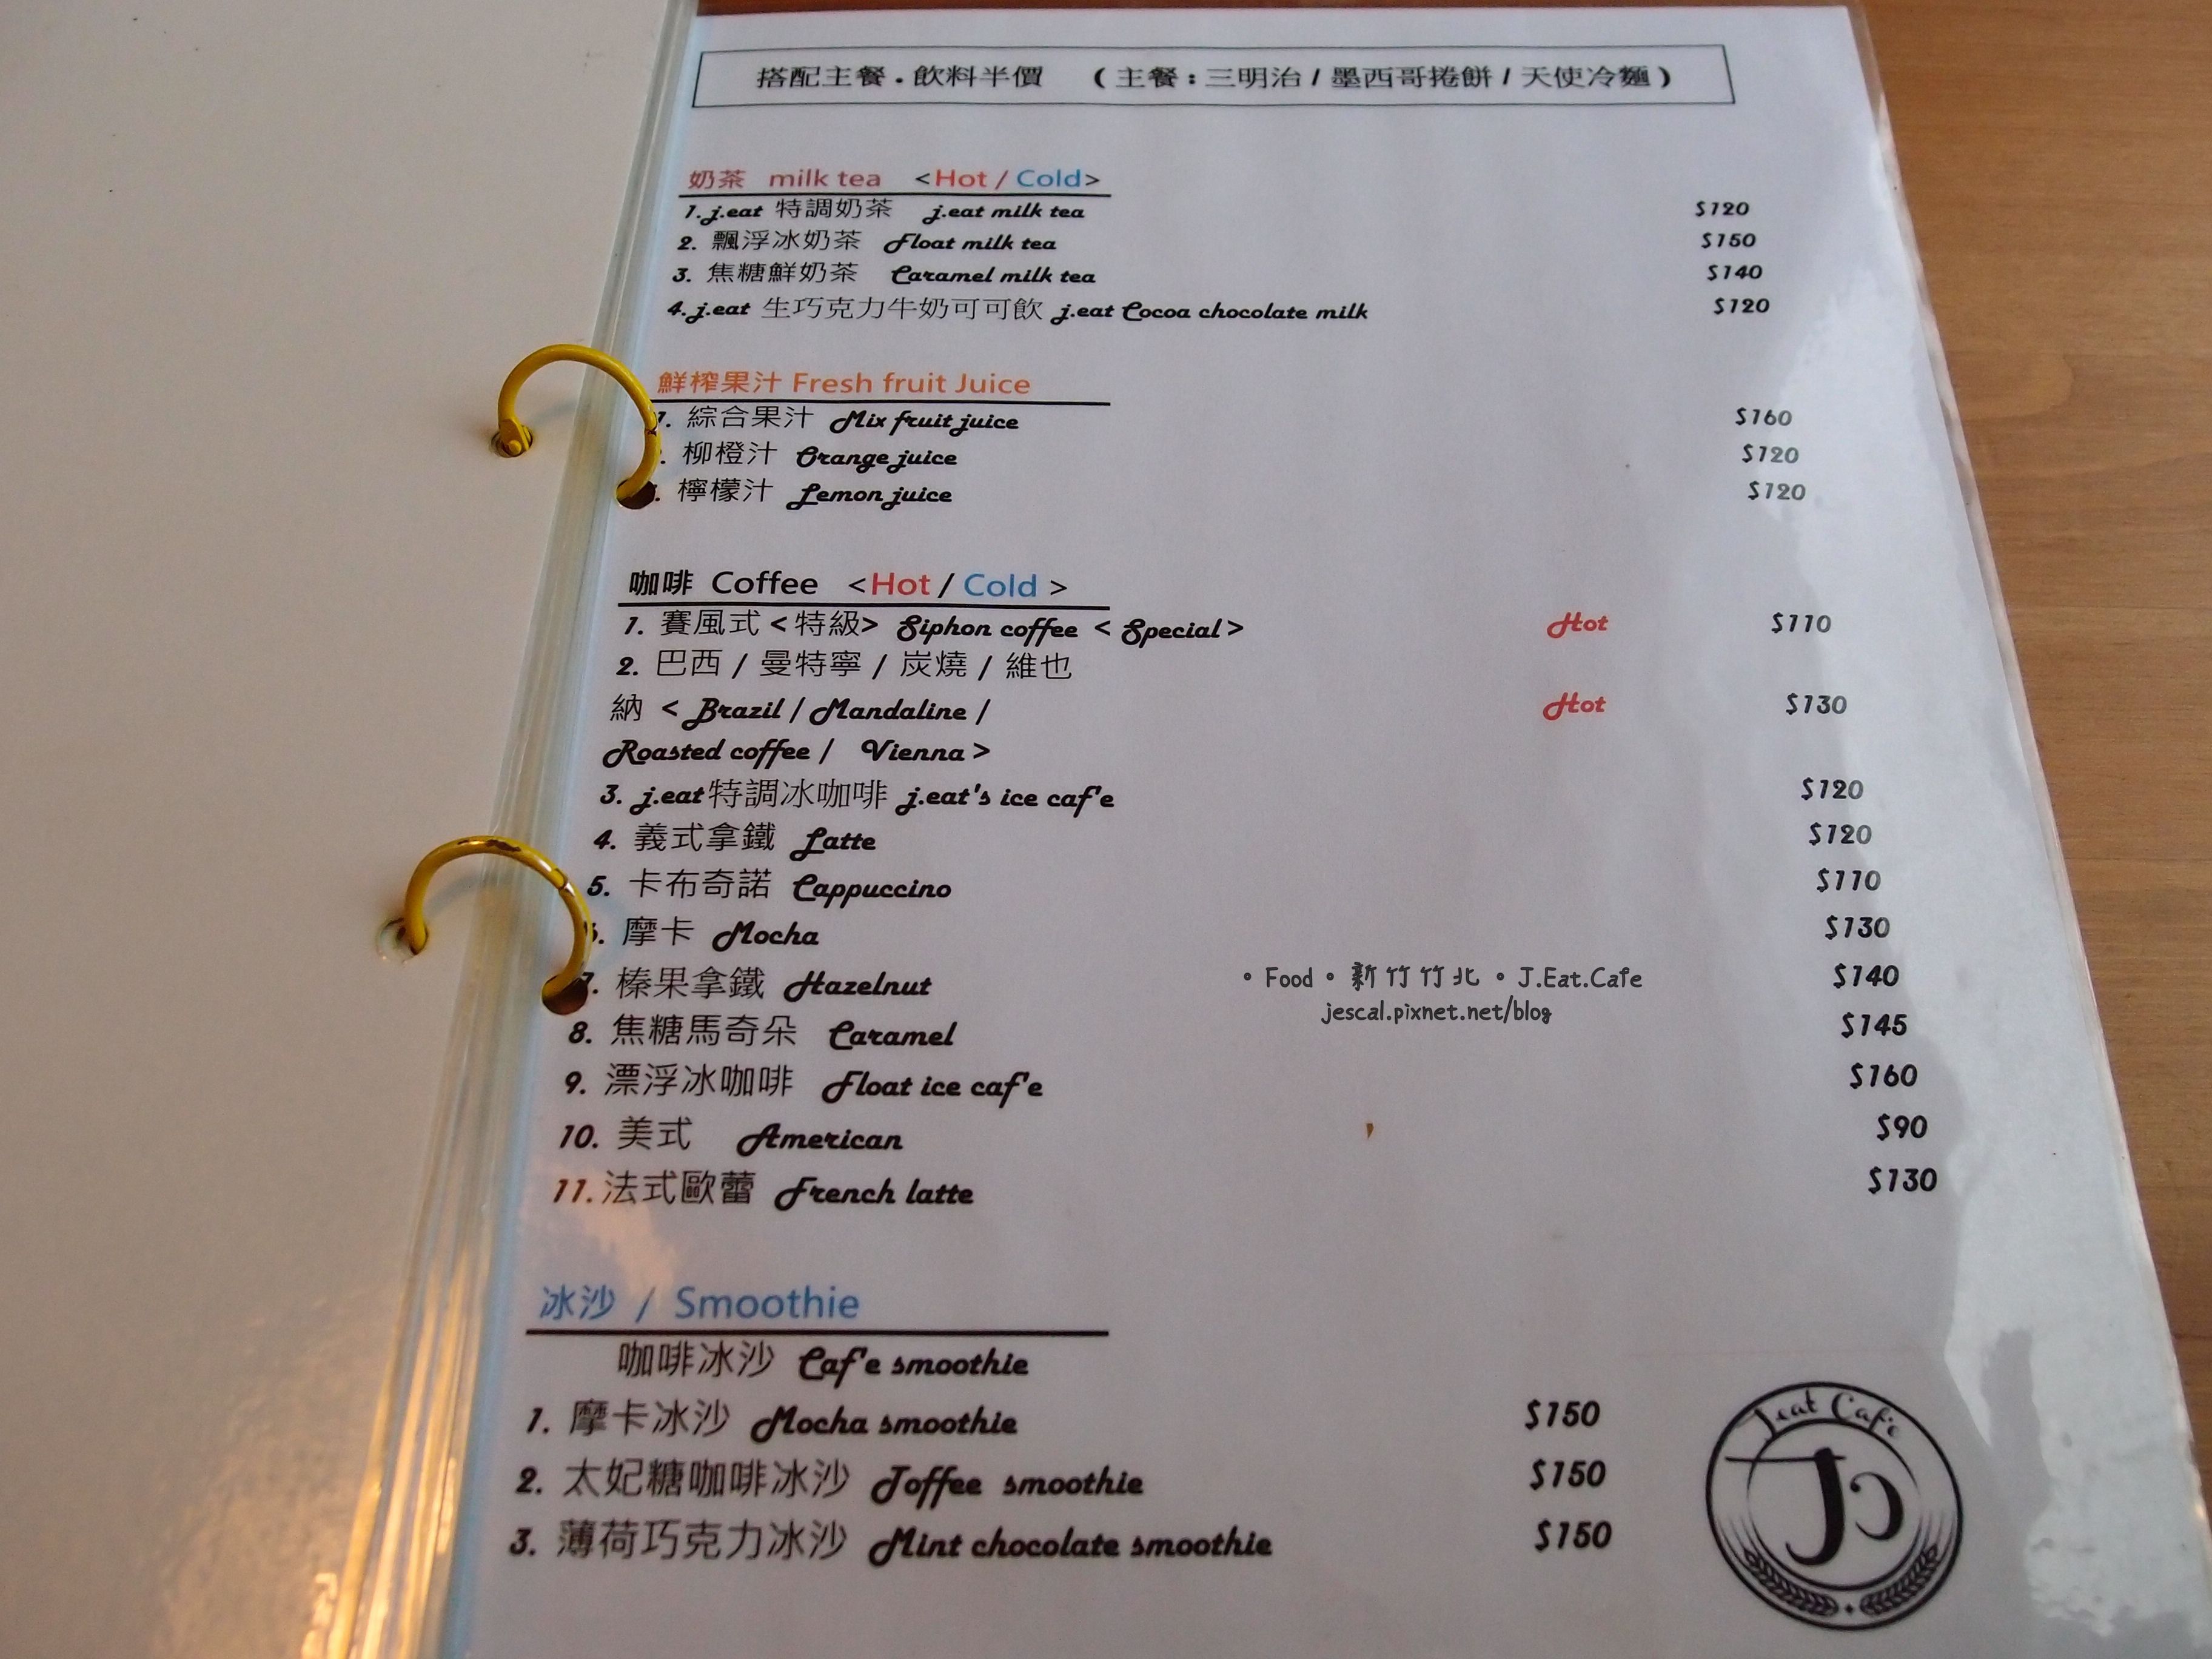 搭配主餐.飲料半價 (主餐:三明治/墨西哥捲餅/天使冷麵)
奶茶 milk tea <Hot / Cold>
1.j.eat 特調奶茶 j.eat milk tea $120
2. 飄浮冰奶茶 Float milk tea $150
3. 焦糖鮮奶茶 Caramel milk tea $140
4.j.eat 生巧克力牛奶可可飲 j.eat Cocoa chocolate milk $120
鮮榨果汁 Fresh fruit Juice
1. 綜合果汁 Mix fruit juice $160
. 柳橙汁 Orange juice $120
. 檸檬汁 Lemon juice $120
咖啡 Coffee <Hot / Cold >
1. 賽風式 <特級> Siphon coffee < Special > Hot $110
2. 巴西 / 曼特寧 / 炭燒 / 維也
納 < Brazil / Mandaline / Hot $130
Roasted coffee / Vienna >
3. j.eat特調冰咖啡 j.eat's ice caf'e $120
4. 義式拿鐵 Latte $120
5. 卡布奇諾 Cappuccino $110
6. 摩卡 Mocha $130
7. 榛果拿鐵 Hazelnut $140
8. 焦糖馬奇朵 Caramel $145
9. 漂浮冰咖啡 Float ice caf'e $160
10. 美式 American $90
11.法式歐蕾 French latte $130
。Food。新竹竹北。J.Eat.Cafe
jescal.pixnet.net/blog
冰沙 / Smoothie
咖啡冰沙 Caf'e smoothie
1. 摩卡冰沙 Mocha smoothie $150
2. 太妃糖咖啡冰沙 Toffee smoothie $150
3. 薄荷巧克力冰沙 Mint chocolate smoothie $150
Jeat Caf'e